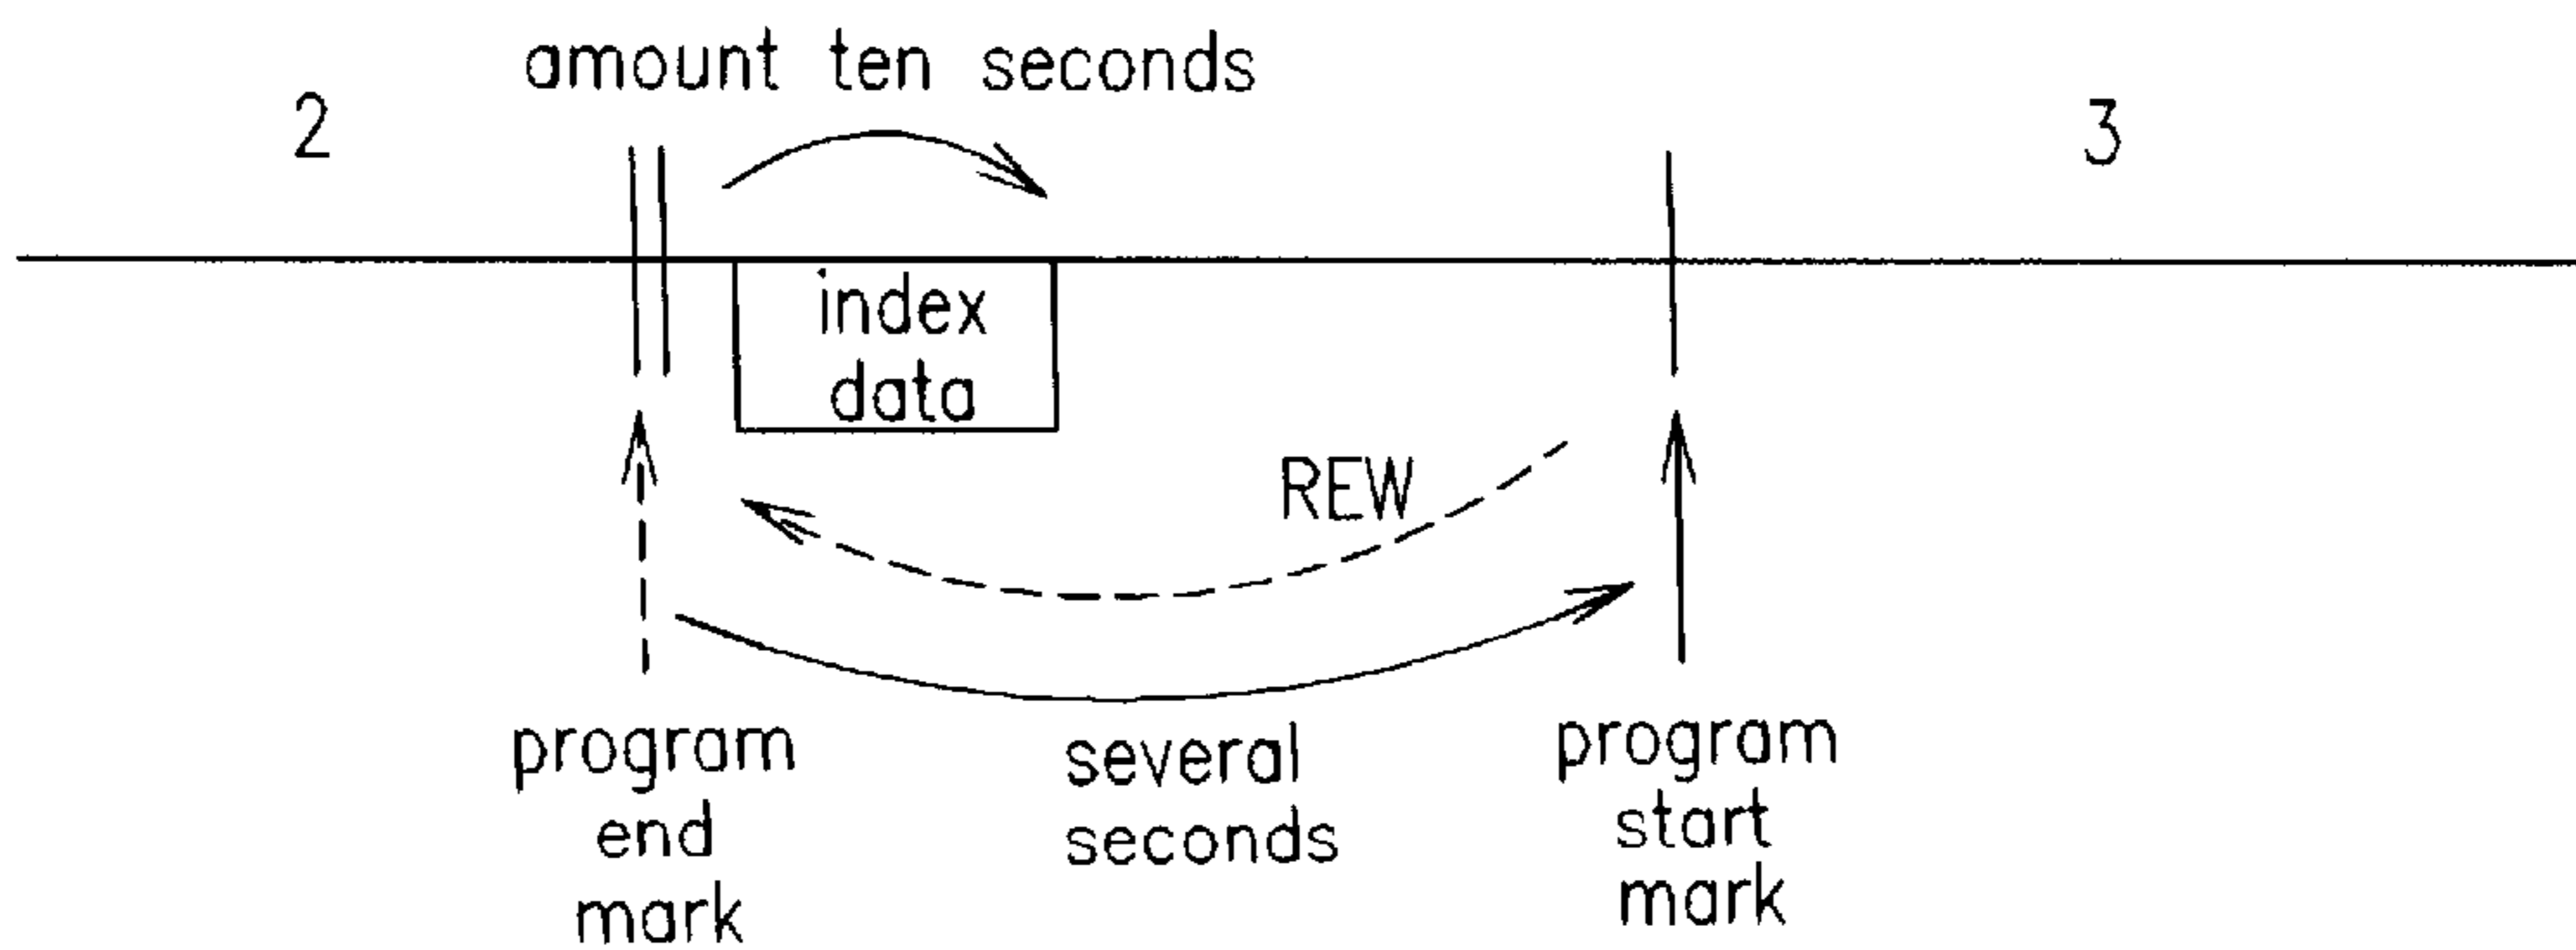 amount ten seconds
2
3
index
data
REW
program
end
mark
several
seconds
program
start
mark